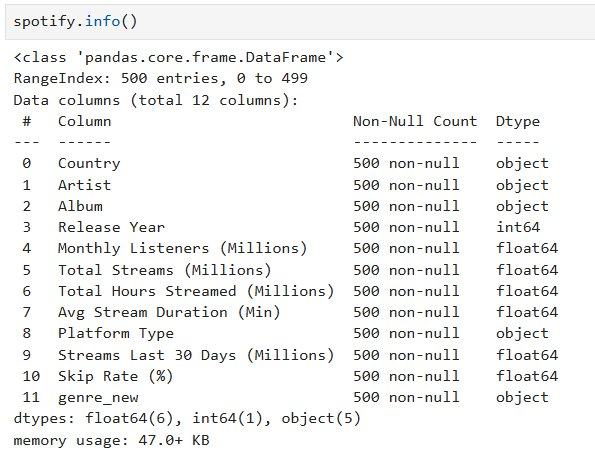 spotify.info()
<class 'pandas.core.frame.DataFrame'>
RangeIndex: 500 entries, 0 to 499
Data columns (total 12 columns):
 #   Column                          Non-Null Count  Dtype
---  ------                          --------------  -----
 0   Country                         500 non-null    object
 1   Artist                          500 non-null    object
 2   Album                           500 non-null    object
 3   Release Year                    500 non-null    int64
 4   Monthly Listeners (Millions)    500 non-null    float64
 5   Total Streams (Millions)        500 non-null    float64
 6   Total Hours Streamed (Millions) 500 non-null    float64
 7   Avg Stream Duration (Min)       500 non-null    float64
 8   Platform Type                   500 non-null    object
 9   Streams Last 30 Days (Millions) 500 non-null    float64
 10  Skip Rate (%)                   500 non-null    float64
 11  genre_new                       500 non-null    object
dtypes: float64(6), int64(1), object(5)
memory usage: 47.0+ KB